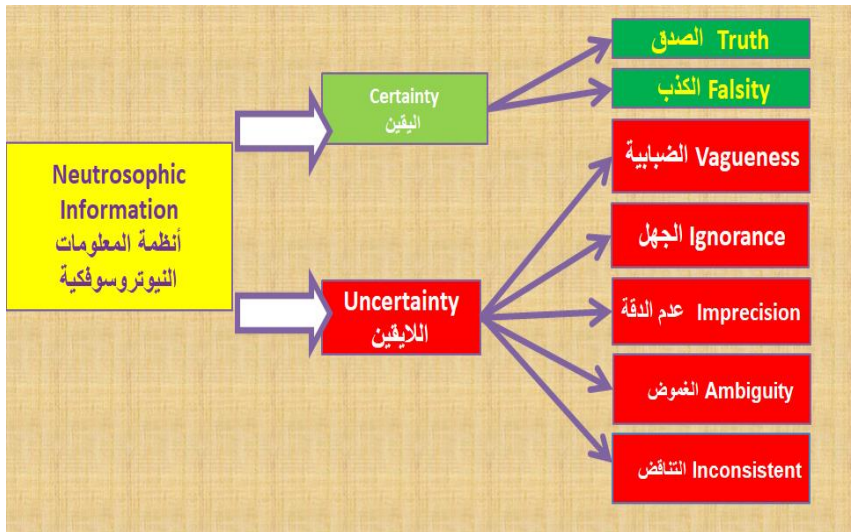 Neutrosophic
Information
أنظمة المعلومات
النيوتروسوفكية
Certainty
اليقين
Uncertainty
اللايقين
الصدق Truth
الكذب Falsity
الضبابية Vagueness
الجهل Ignorance
عدم الدقة Imprecision
الغموض Ambiguity
التناقض Inconsistent